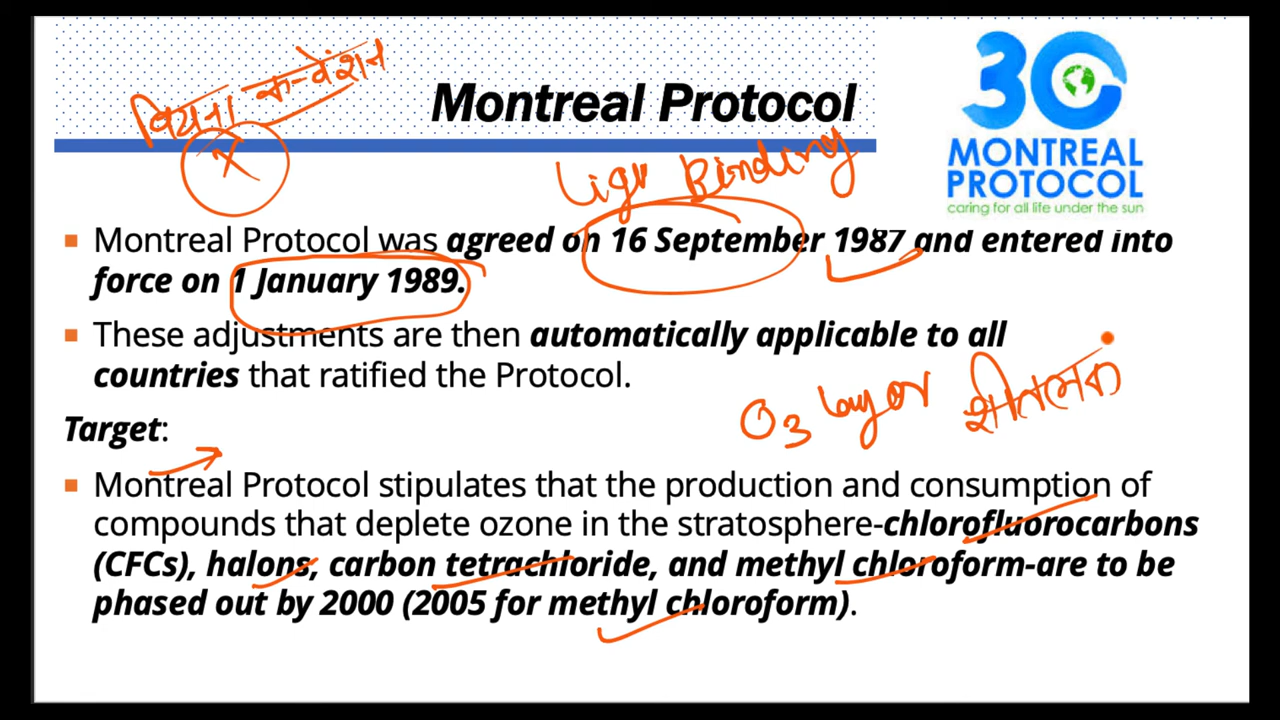 वियना कन्वेंशन
X
Montreal Protocol
30
MONTREAL
PROTOCOL
caring for all life under the sun
Binding
Montreal Protocol was agreed on 16 September 1987 and entered into
force on 1 January 1989.
These adjustments are then automatically applicable to all
countries that ratified the Protocol.
O3 layer शीतलक
Target:
Montreal Protocol stipulates that the production and consumption of
compounds that deplete ozone in the stratosphere-chlorofluorocarbons
(CFCs), halons, carbon tetrachloride, and methyl chloroform-are to be
phased out by 2000 (2005 for methyl chloroform).